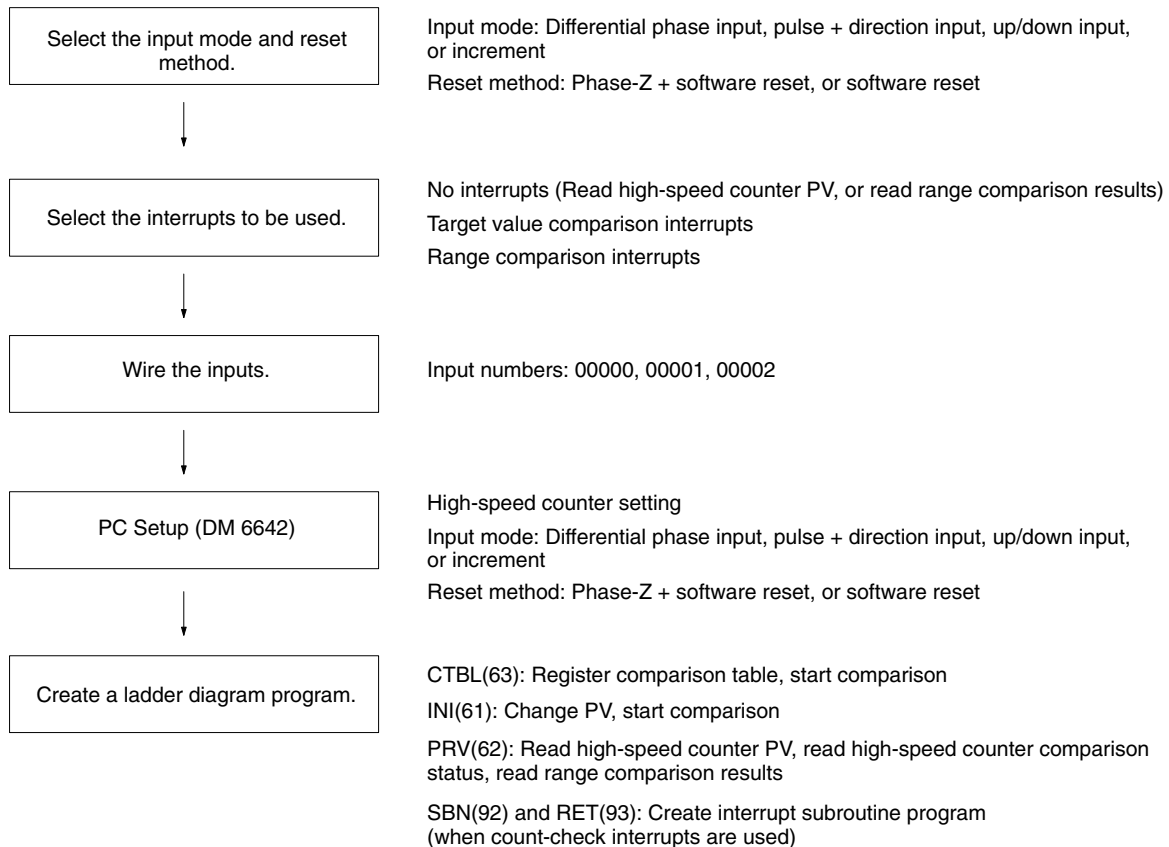 Select the input mode and reset
method.
Input mode: Differential phase input, pulse + direction input, up/down input,
or increment
Reset method: Phase-Z + software reset, or software reset
Select the interrupts to be used.
No interrupts (Read high-speed counter PV, or read range comparison results)
Target value comparison interrupts
Range comparison interrupts
Wire the inputs.
Input numbers: 00000, 00001, 00002
PC Setup (DM 6642)
High-speed counter setting
Input mode: Differential phase input, pulse + direction input, up/down input,
or increment
Reset method: Phase-Z + software reset, or software reset
Create a ladder diagram program.
CTBL(63): Register comparison table, start comparison
INI(61): Change PV, start comparison
PRV(62): Read high-speed counter PV, read high-speed counter comparison
status, read range comparison results
SBN(92) and RET(93): Create interrupt subroutine program
(when count-check interrupts are used)